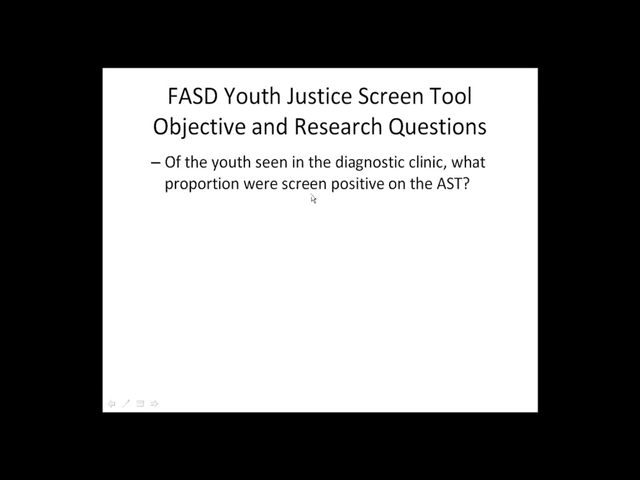 FASD Youth Justice Screen Tool
Objective and Research Questions
– Of the youth seen in the diagnostic clinic, what
proportion were screen positive on the AST?